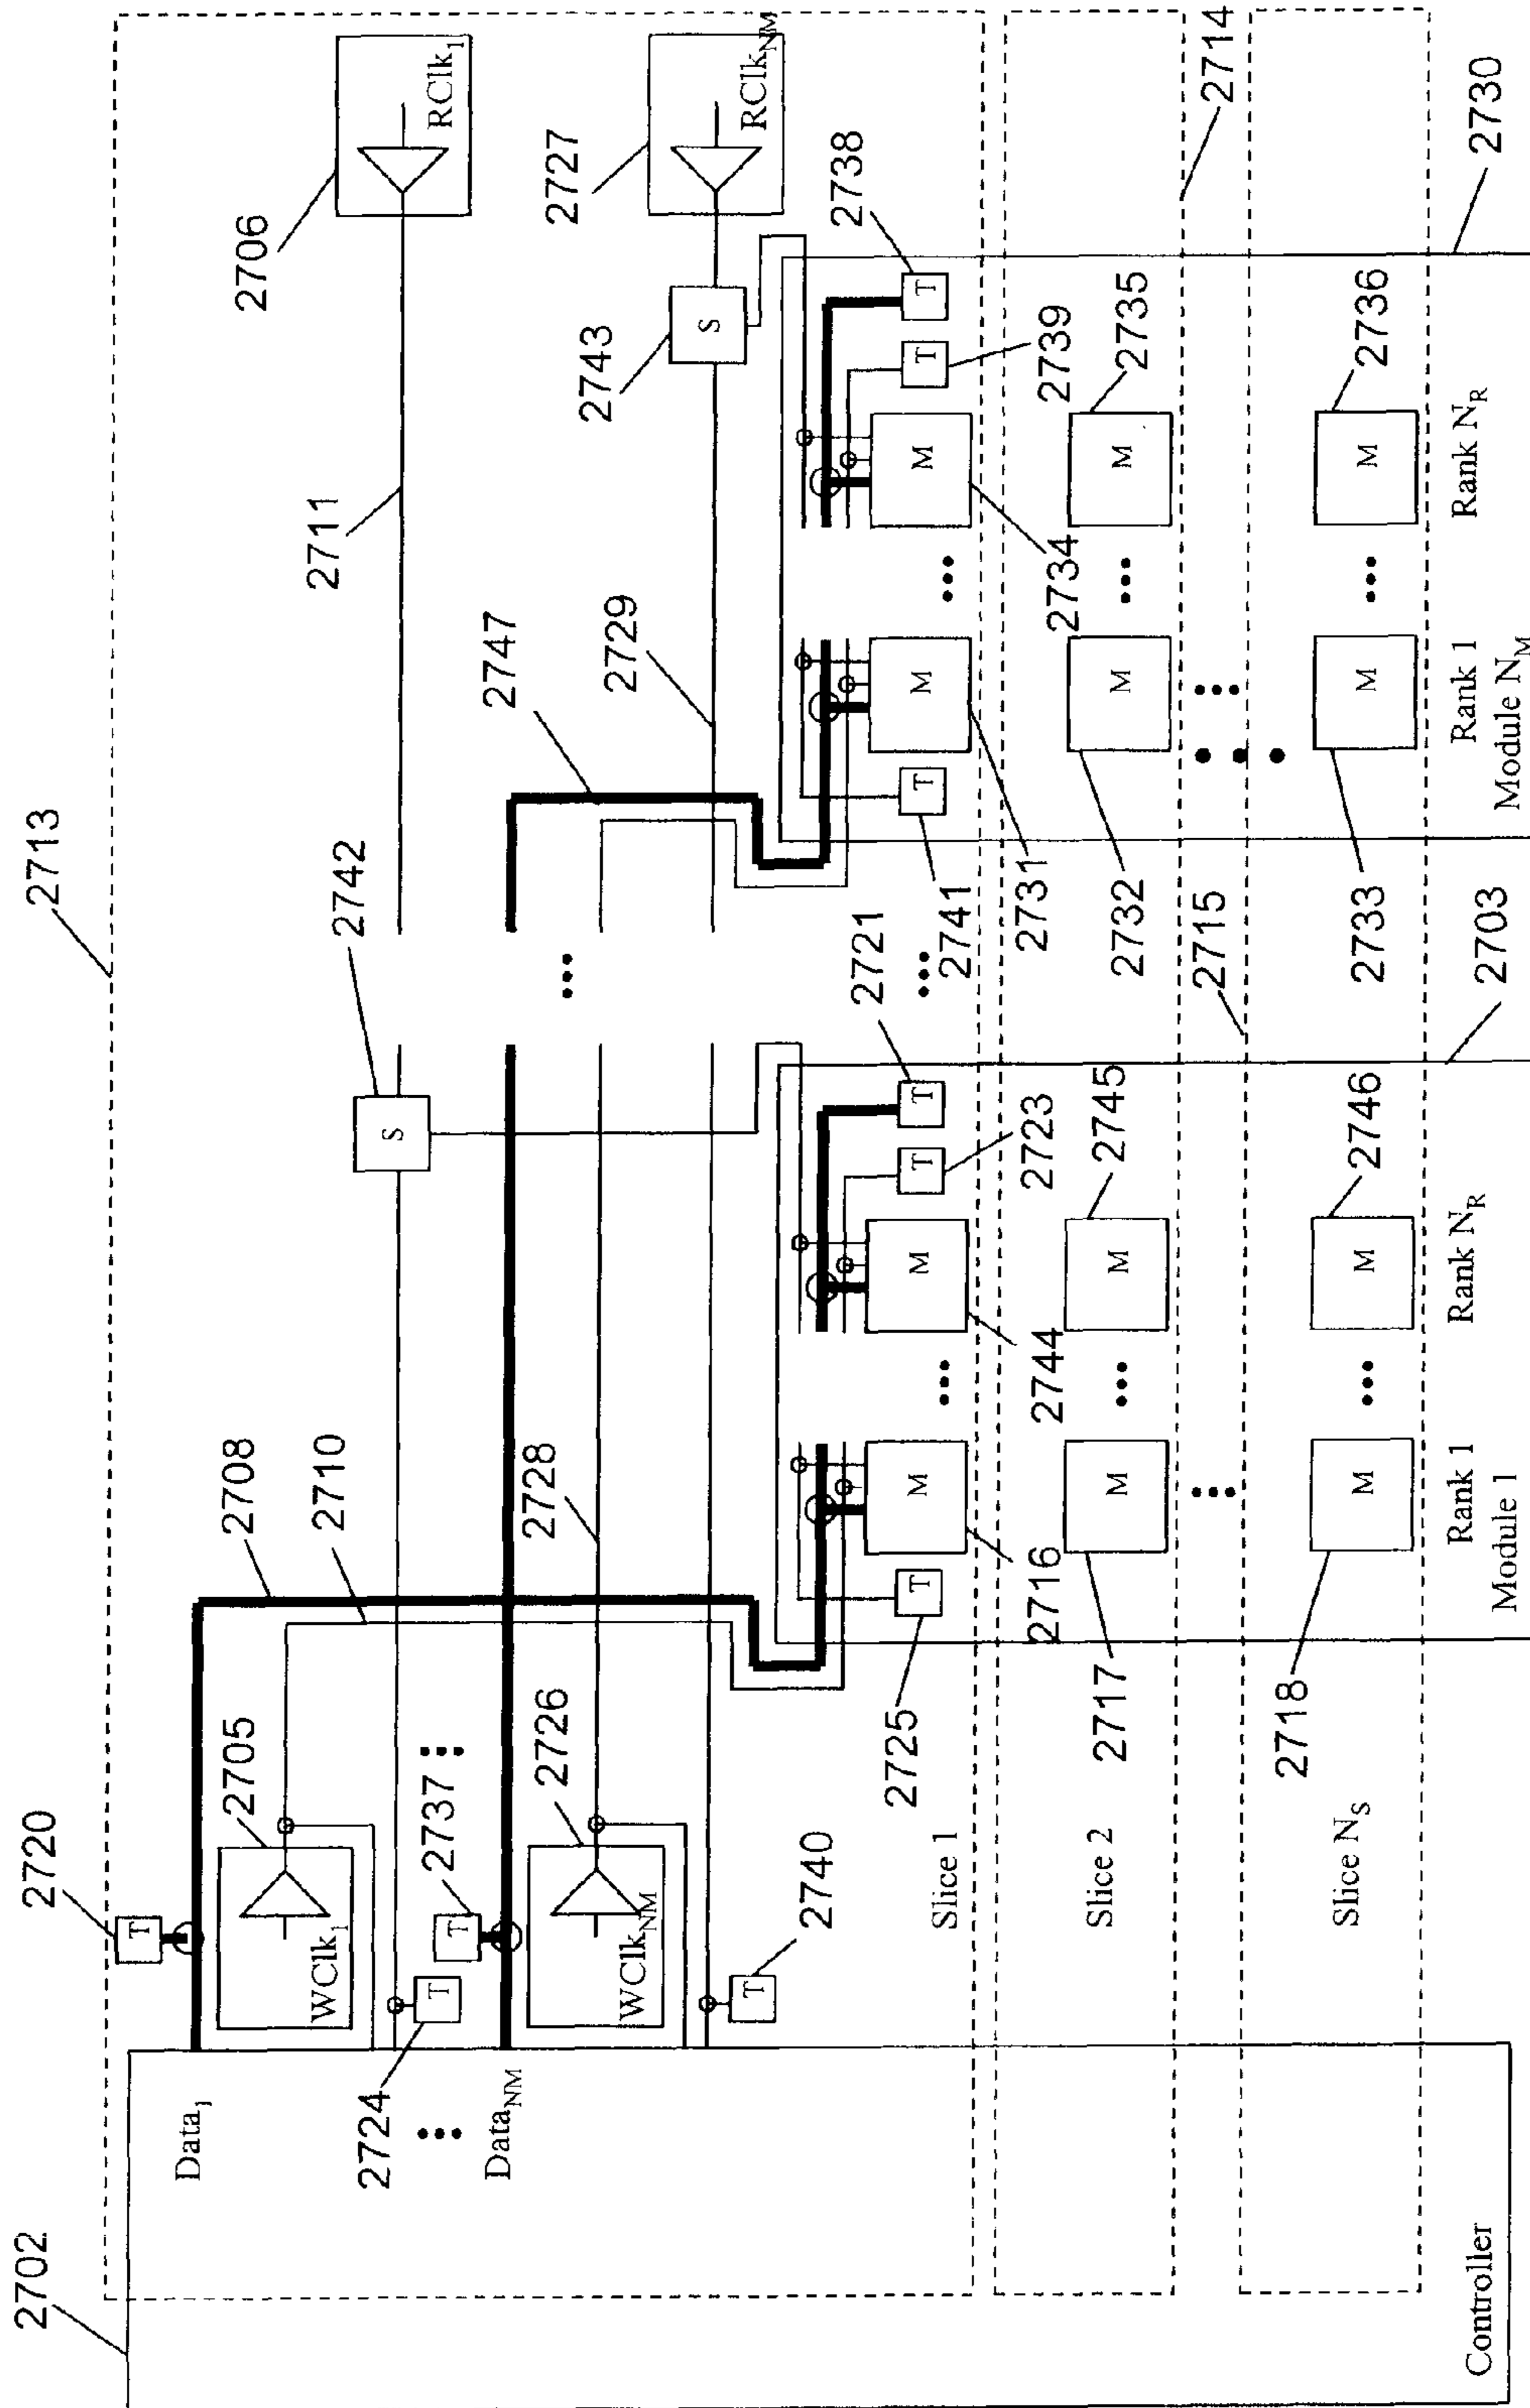 2713
2706
RClk1
2711
2727
RClkNM
2743
2738
2739
2729
2747
2742
S
S
2714
2730
T
T
M
M
2735
2736
2734
M
M
M
M
T
2741
2731
2732
2733
2715
2703
Rank NR
Rank 1
Module NM
2721
2723
2745
2746
T
T
M
M
M
2744
M
M
M
T
2716
2725
2717
2718
Rank NR
Rank 1
Module 1
2708
2710
2728
2705
2726
2720
T
WClk1
2737
T
WClkNM
2740
T
2724
T
Slice 1
Slice 2
Slice NS
Data1
DataNM
2702
Controller